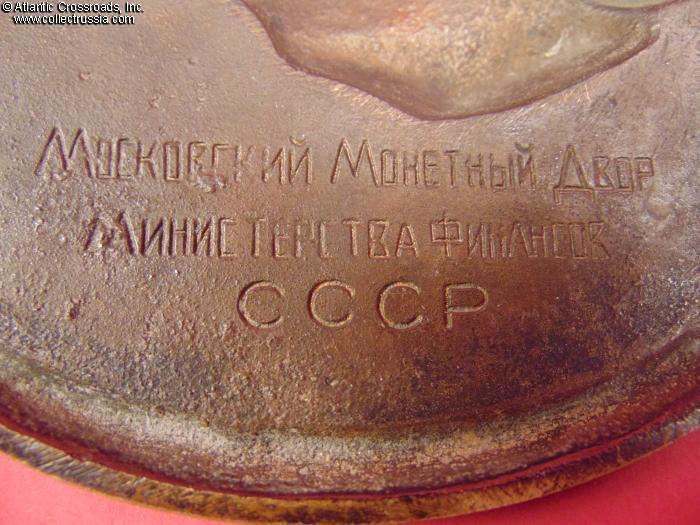 © Atlantic Crossroads, Inc.
www.collectrussia.com
Московский Монетный Двор
Министерства Финансов
СССР